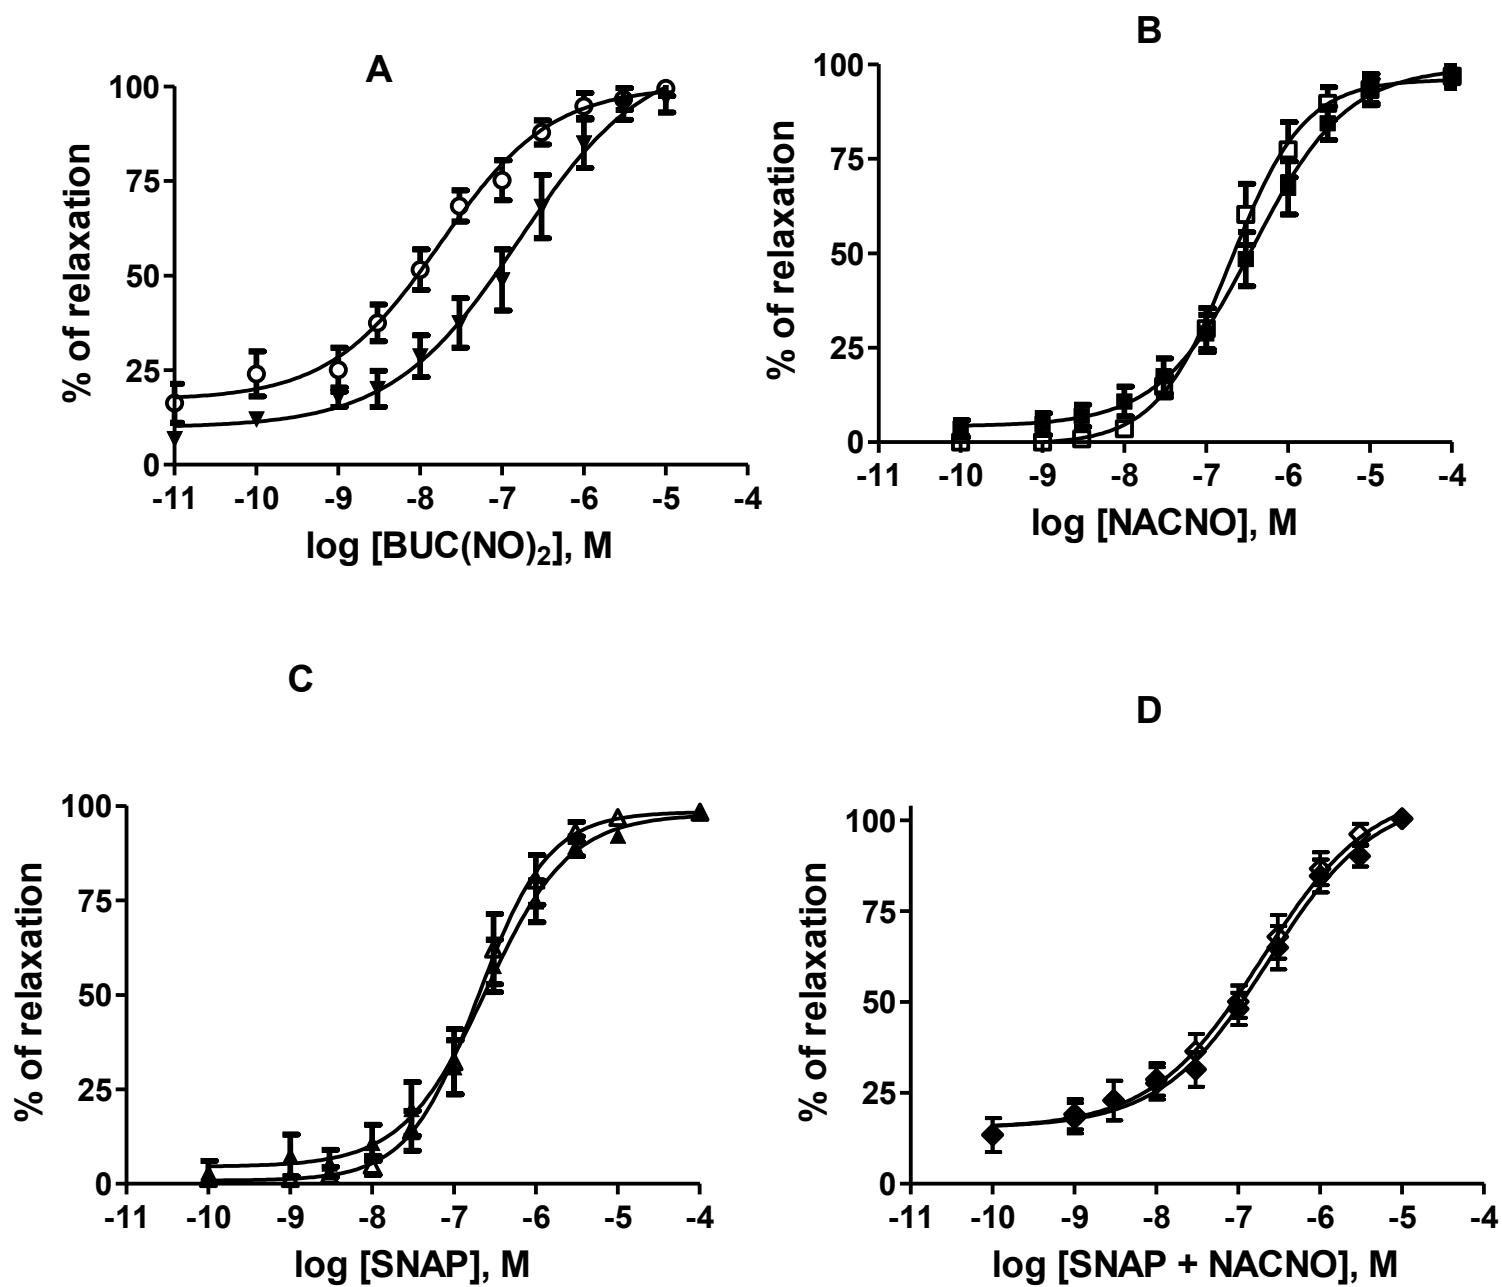 A
100
75
50
25
0
% of relaxation
-11 -10 -9 -8 -7 -6 -5 -4
log [BUC(NO)₂], M
B
100
75
50
25
0
% of relaxation
-11 -10 -9 -8 -7 -6 -5 -4
log [NACNO], M
C
100
75
50
25
0
% of relaxation
-11 -10 -9 -8 -7 -6 -5 -4
log [SNAP], M
D
100
75
50
25
0
% of relaxation
-11 -10 -9 -8 -7 -6 -5 -4
log [SNAP + NACNO], M